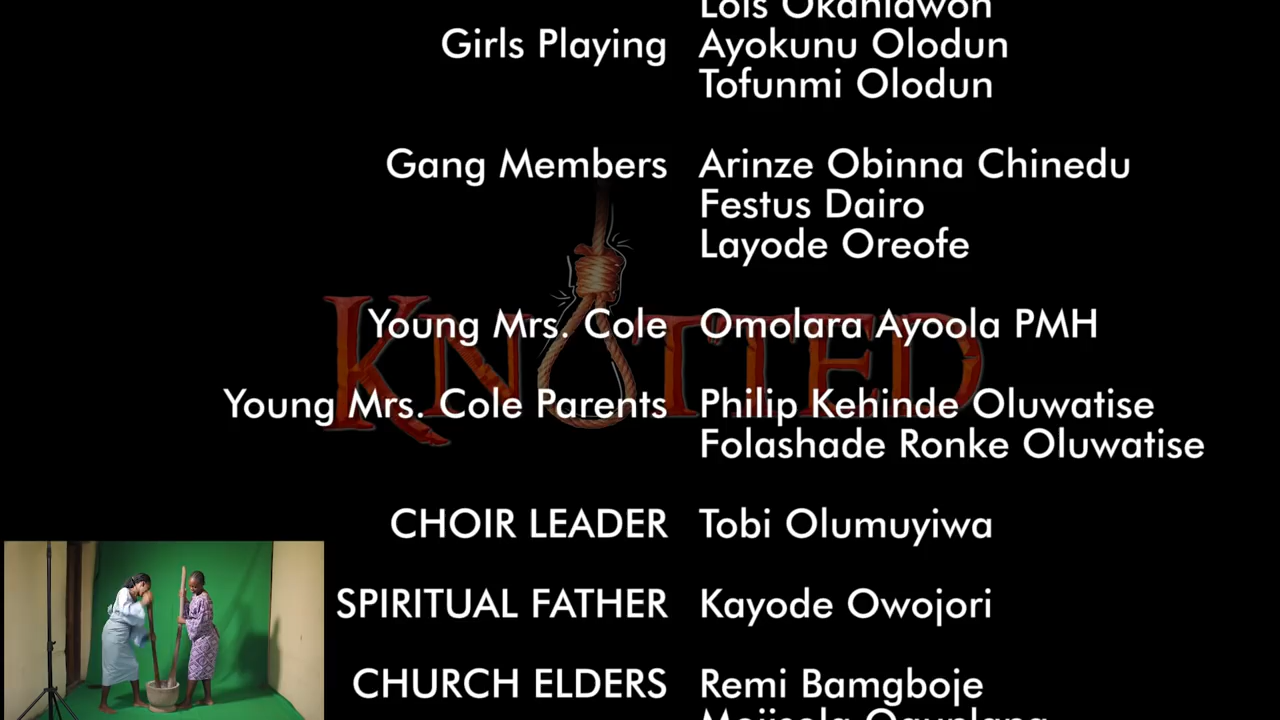 Girls Playing Ayokunu Olodun
Tofunmi Olodun
Gang Members Arinze Obinna Chinedu
Festus Dairo
Layode Oreofe
KNOTTED
Young Mrs. Cole Omolara Ayoola PMH
Young Mrs. Cole Parents Philip Kehinde Oluwatise
Folashade Ronke Oluwatise
CHOIR LEADER Tobi Olumuyiwa
SPIRITUAL FATHER Kayode Owojori
CHURCH ELDERS Remi Bamgboje